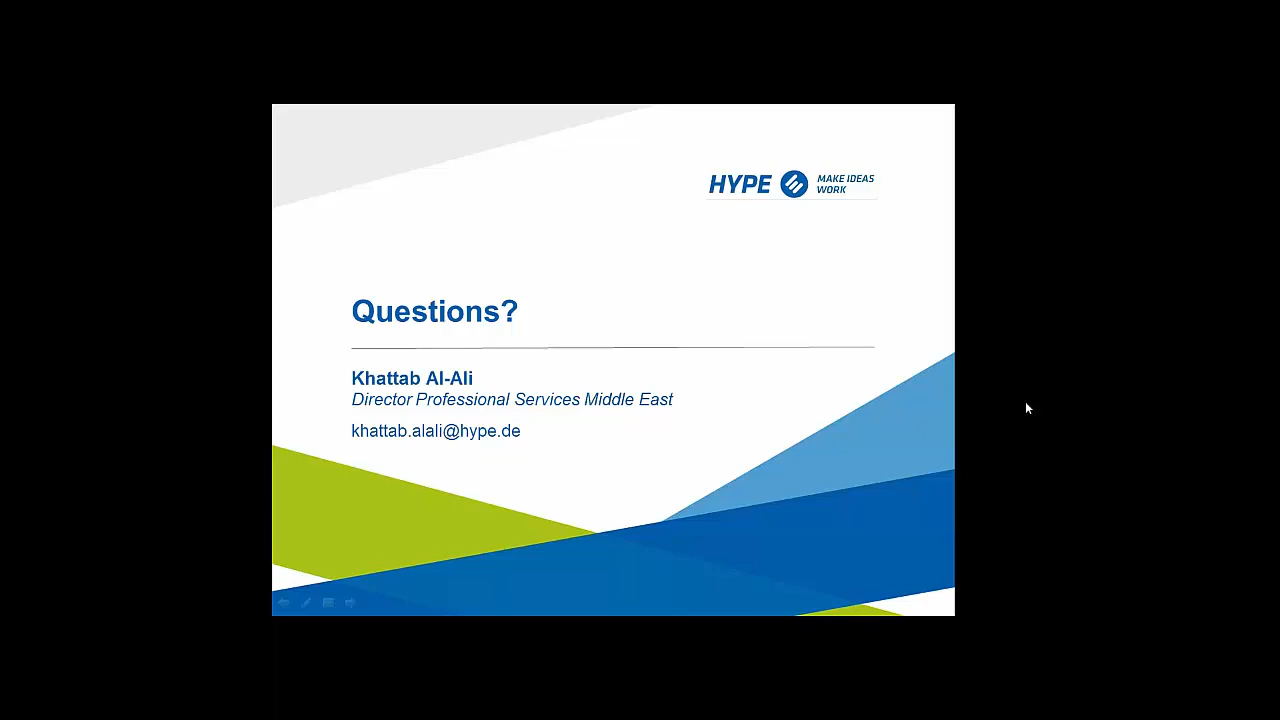 HYPE MAKE IDEAS
WORK
Questions?
Khattab Al-Ali
Director Professional Services Middle East
khattab.alali@hype.de